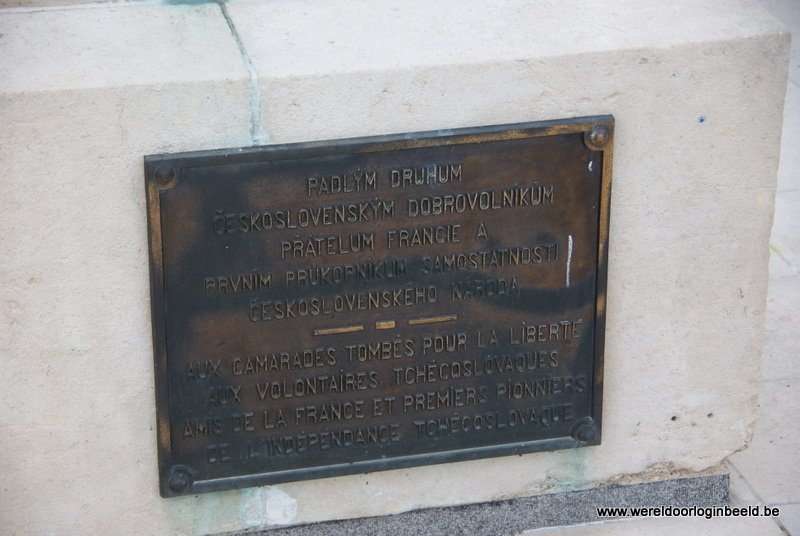 PADLÝM DRUHUM
ČESKOSLOVENSKÝM DOBROVOLNÍKŮM
PŘATELUM FRANCIE A
PRVNÍM PRŮKOPNÍKŮM SAMOSTATNOSTI
ČESKOSLOVENSKÉHO NÁRODA
AUX CAMARADES TOMBÉS POUR LA LIBERTÉ
AUX VOLONTAIRES TCHÉCOSLOVAQUES
AMIS DE LA FRANCE ET PREMIERS PIONNIERS
DE L'INDÉPENDANCE TCHÉCOSLOVAQUE
www.wereldoorloginbeeld.be